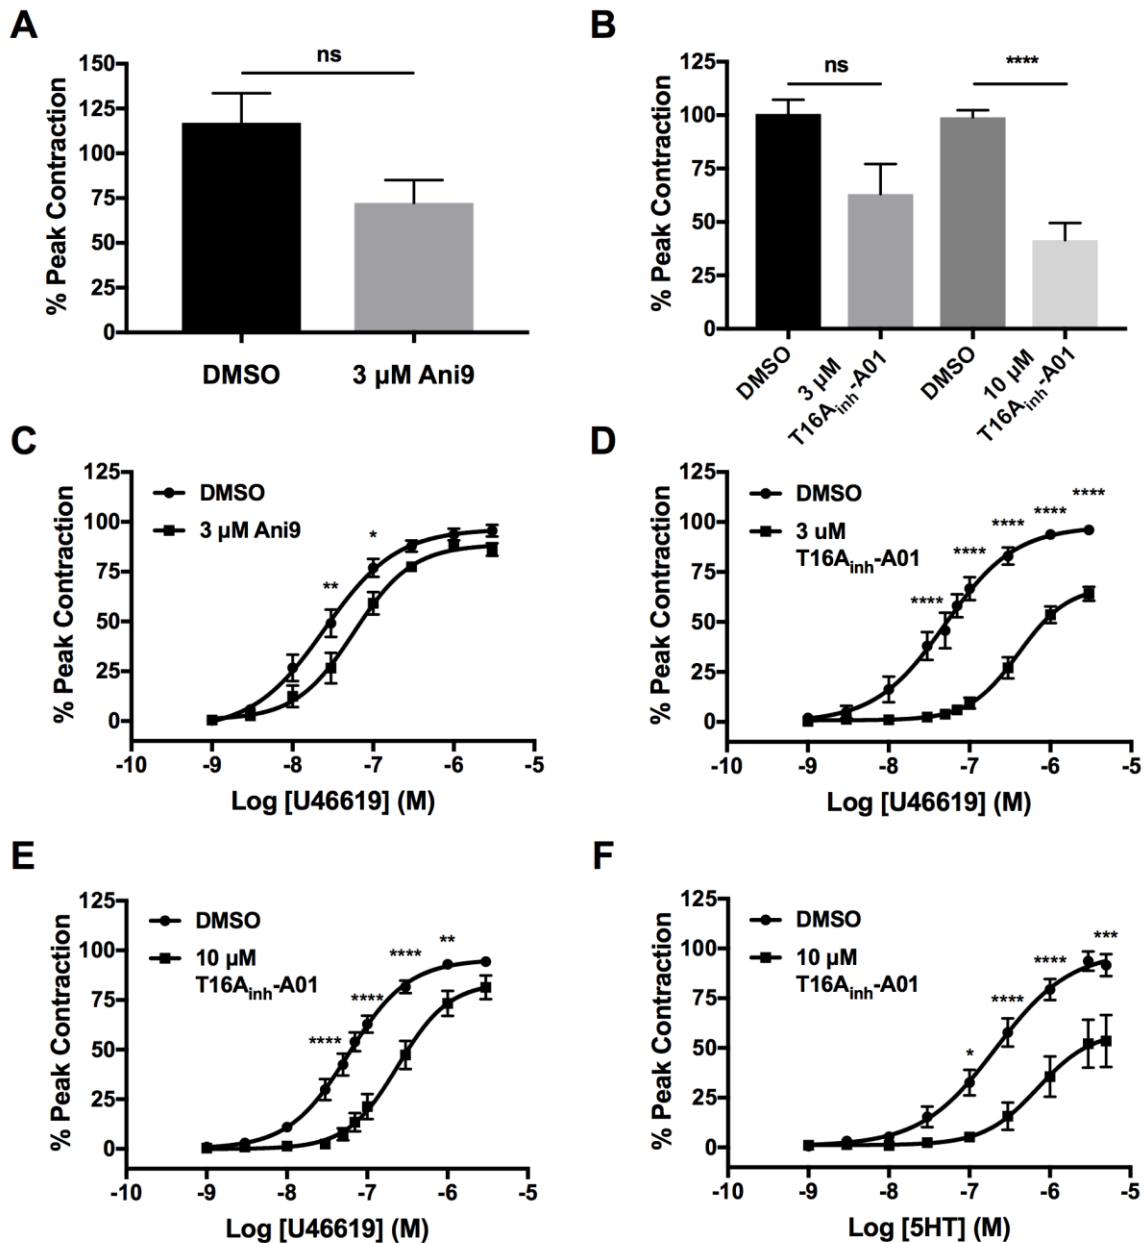 A
B
ns
% Peak Contraction
150
125
100
75
50
25
0
DMSO
3 µM Ani9
ns
****
% Peak Contraction
125
100
75
50
25
0
DMSO
3 µM
T16Ainh-A01
DMSO
10 µM
T16Ainh-A01
C
D
% Peak Contraction
125
100
75
50
25
0
DMSO
3 µM Ani9
**
*
-10
-9
-8
-7
-6
-5
Log [U46619] (M)
% Peak Contraction
125
100
75
50
25
0
DMSO
3 uM
T16Ainh-A01
****
****
****
****
****
-10
-9
-8
-7
-6
-5
Log [U46619] (M)
E
F
% Peak Contraction
125
100
75
50
25
0
DMSO
10 µM
T16Ainh-A01
****
****
****
**
-10
-9
-8
-7
-6
-5
Log [U46619] (M)
% Peak Contraction
125
100
75
50
25
0
DMSO
10 µM
T16Ainh-A01
*
****
****
***
-10
-9
-8
-7
-6
-5
Log [5HT] (M)